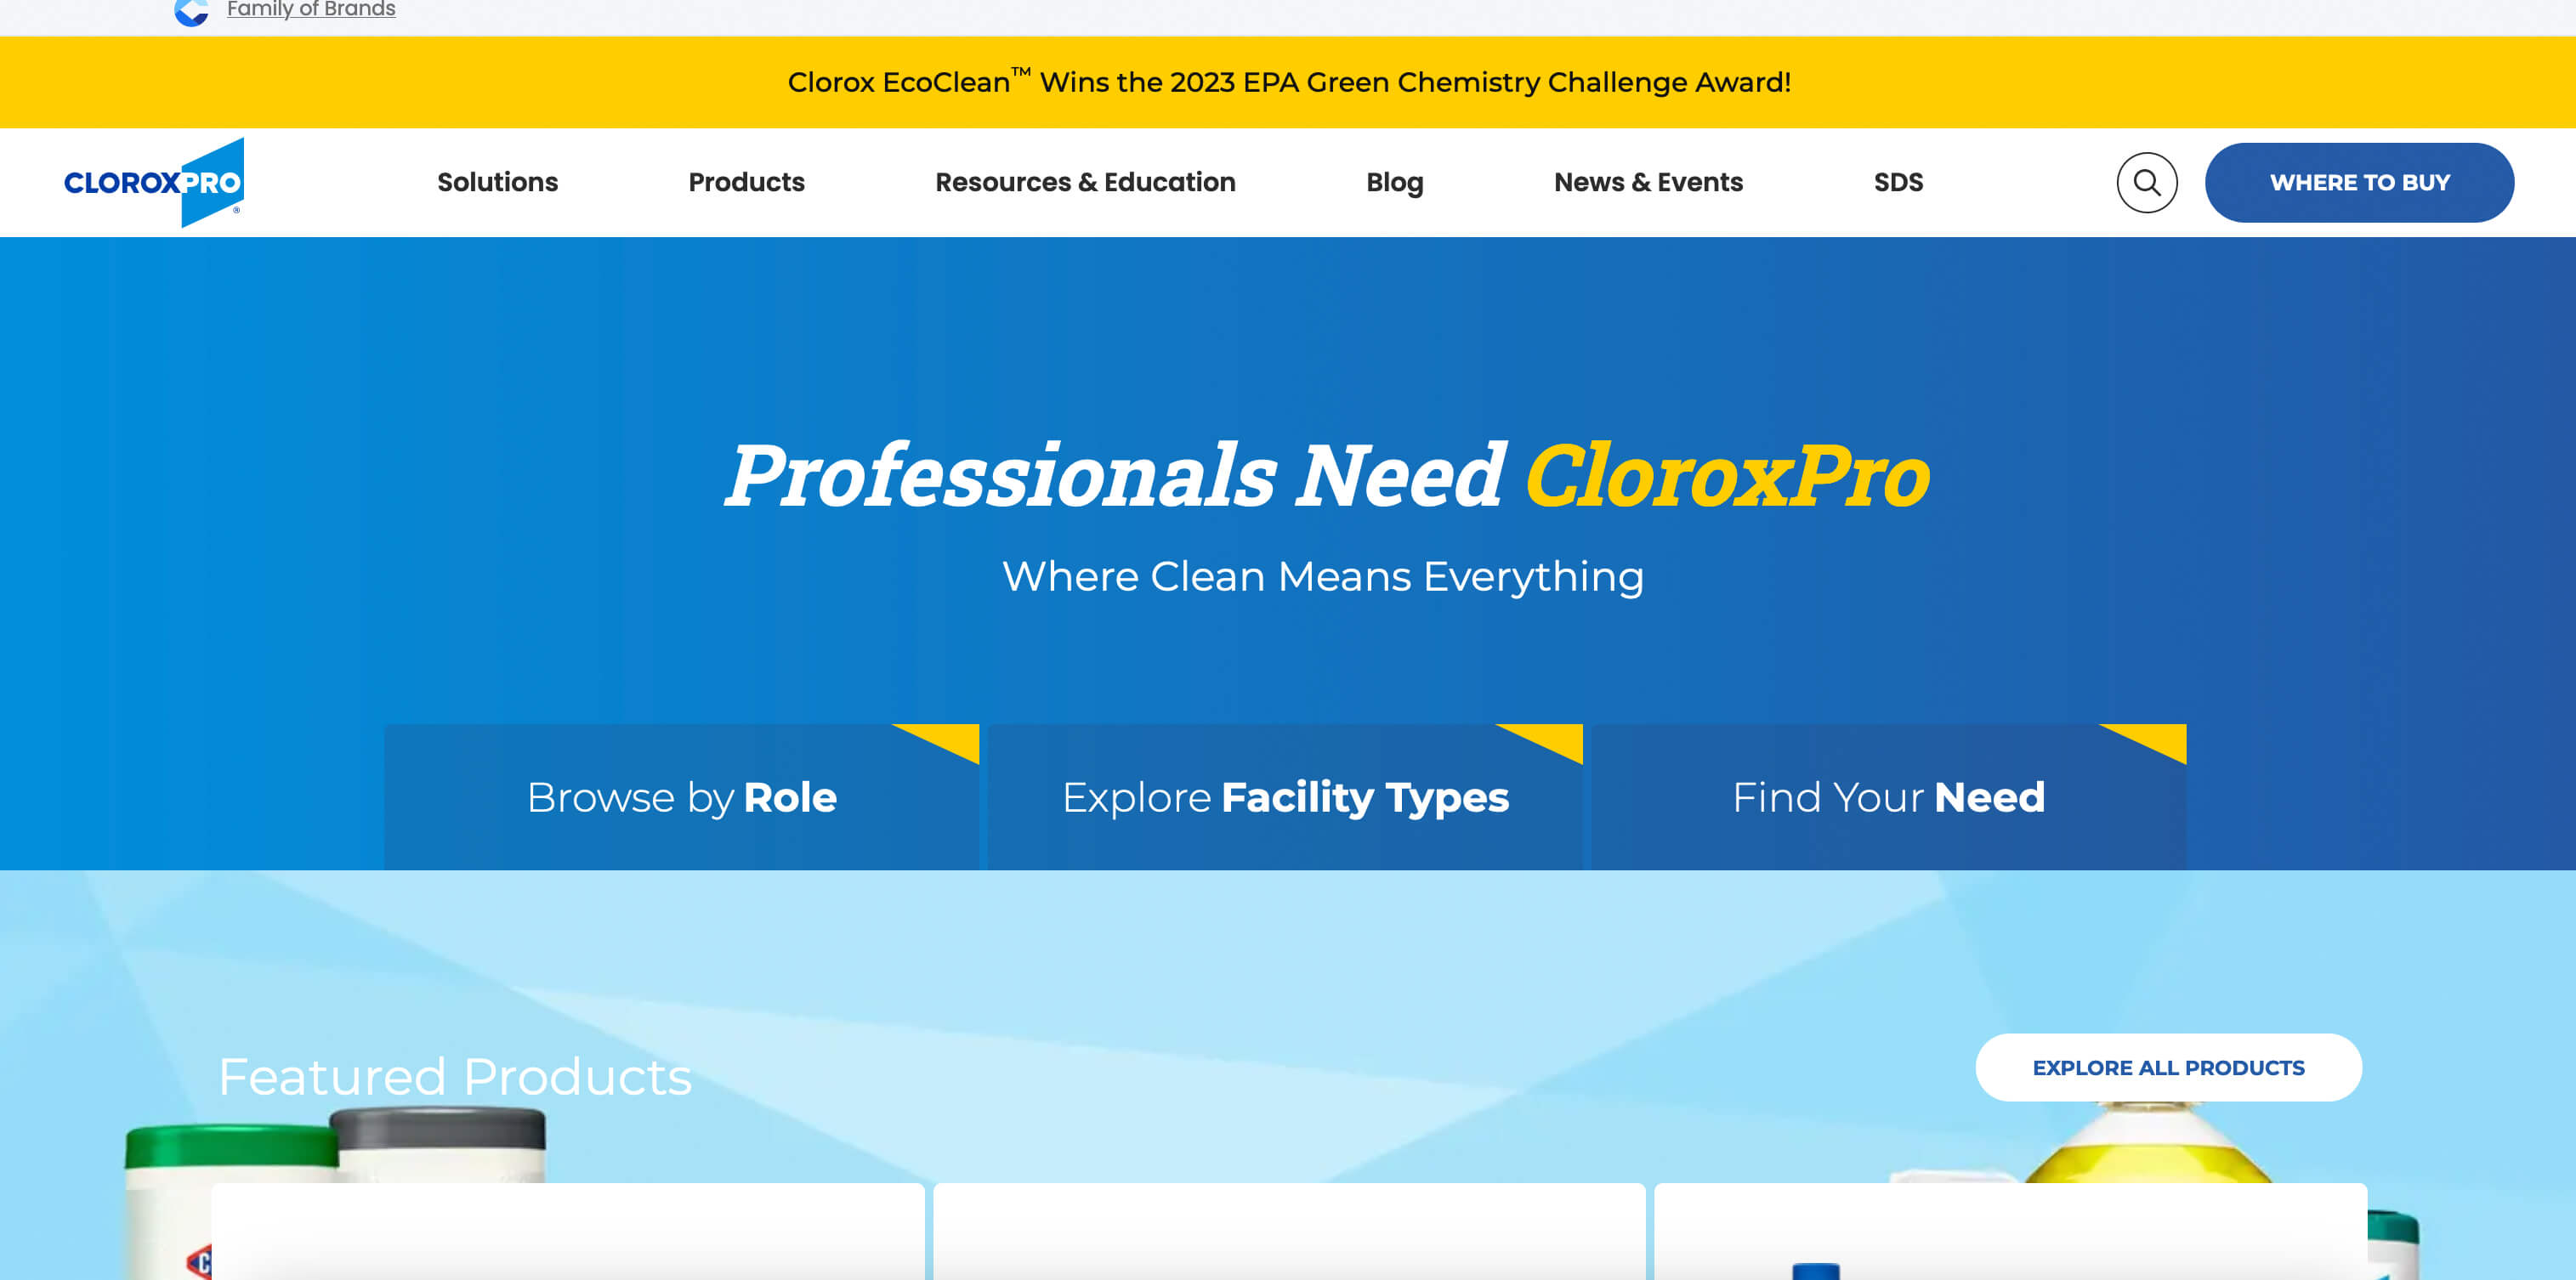 Family of Brands
Clorox EcoClean™ Wins the 2023 EPA Green Chemistry Challenge Award!
CLOROXPRO®
Solutions
Products
Resources & Education
Blog
News & Events
SDS
WHERE TO BUY
Professionals Need CloroxPro
Where Clean Means Everything
Browse by Role
Explore Facility Types
Find Your Need
Featured Products
EXPLORE ALL PRODUCTS